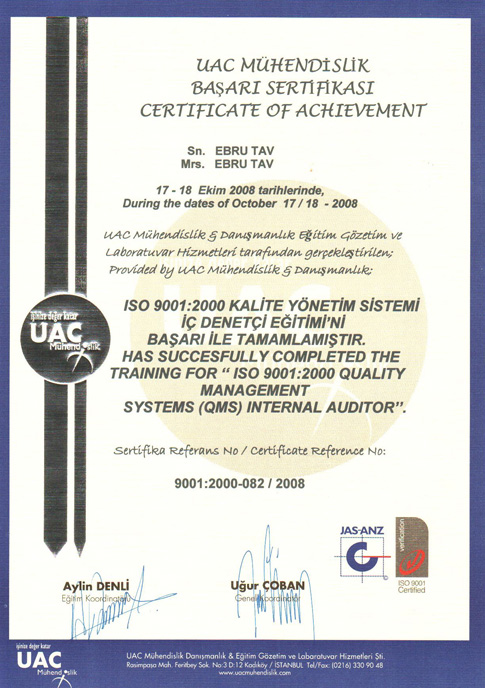 UAC MÜHENDİSLİK
BAŞARI SERTİFİKASI
CERTIFICATE OF ACHIEVEMENT
Sn. EBRU TAV
Mrs. EBRU TAV
17 - 18 Ekim 2008 tarihlerinde,
During the dates of October 17 / 18 - 2008
UAC Mühendislik & Danışmanlık Eğitim Gözetim ve
Laboratuvar Hizmetleri tarafından gerçekleştirilen;
Provided by UAC Mühendislik & Danışmanlık;
işinize değer katar
UAC
Mühendislik
ISO 9001:2000 KALİTE YÖNETİM SİSTEMİ
İÇ DENETÇİ EĞİTİMİ'Nİ
BAŞARI İLE TAMAMLAMIŞTIR.
HAS SUCCESFULLY COMPLETED THE
TRAINING FOR " ISO 9001:2000 QUALITY
MANAGEMENT
SYSTEMS (QMS) INTERNAL AUDITOR".
Sertifika Referans No / Certificate Reference No:
9001:2000-082 / 2008
JAS-ANZ
verification
ISO 9001
Certified
Aylin DENLİ
Eğitim Koordinatörü
Uğur ÇOBAN
Genel Koordinatör
işinize değer katar
UAC
Mühendislik
UAC Mühendislik Danışmanlık & Eğitim Gözetim ve Labaratuvar Hizmetleri Şti.
Rasimpaşa Mah. Feritbey Sok. No:3 D:12 Kadıköy / İSTANBUL Tel/Fax: (0216) 330 90 48
www.uacmuhendislik.com